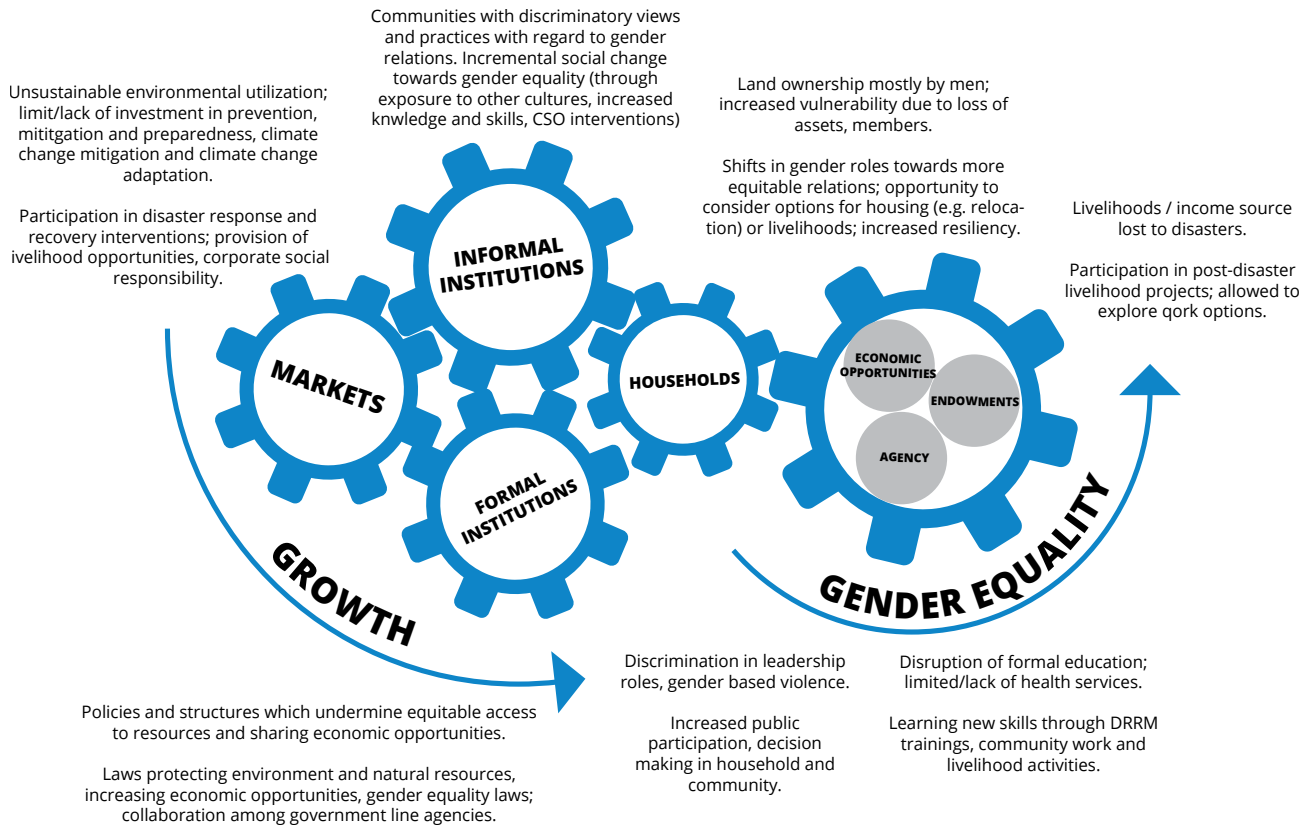 Communities with discriminatory views
and practices with regard to gender
relations. Incremental social change
towards gender equality (through
exposure to other cultures, increased
knwledge and skills, CSO interventions)
Unsustainable environmental utilization;
limit/lack of investment in prevention,
mititgation and preparedness, climate
change mitigation and climate change
adaptation.
Participation in disaster response and
recovery interventions; provision of
ivelihood opportunities, corporate social
responsibility.
Land ownership mostly by men;
increased vulnerability due to loss of
assets, members.
Shifts in gender roles towards more
equitable relations; opportunity to
consider options for housing (e.g. reloca-
tion) or livelihoods; increased resiliency.
Livelihoods / income source
lost to disasters.
Participation in post-disaster
livelihood projects; allowed to
explore qork options.
INFORMAL
INSTITUTIONS
MARKETS
HOUSEHOLDS
FORMAL
INSTITUTIONS
ECONOMIC
OPPORTUNITIES
ENDOWMENTS
AGENCY
GROWTH
GENDER EQUALITY
Policies and structures which undermine equitable access
to resources and sharing economic opportunities.
Laws protecting environment and natural resources,
increasing economic opportunities, gender equality laws;
collaboration among government line agencies.
Discrimination in leadership
roles, gender based violence.
Increased public
participation, decision
making in household and
community.
Disruption of formal education;
limited/lack of health services.
Learning new skills through DRRM
trainings, community work and
livelihood activities.